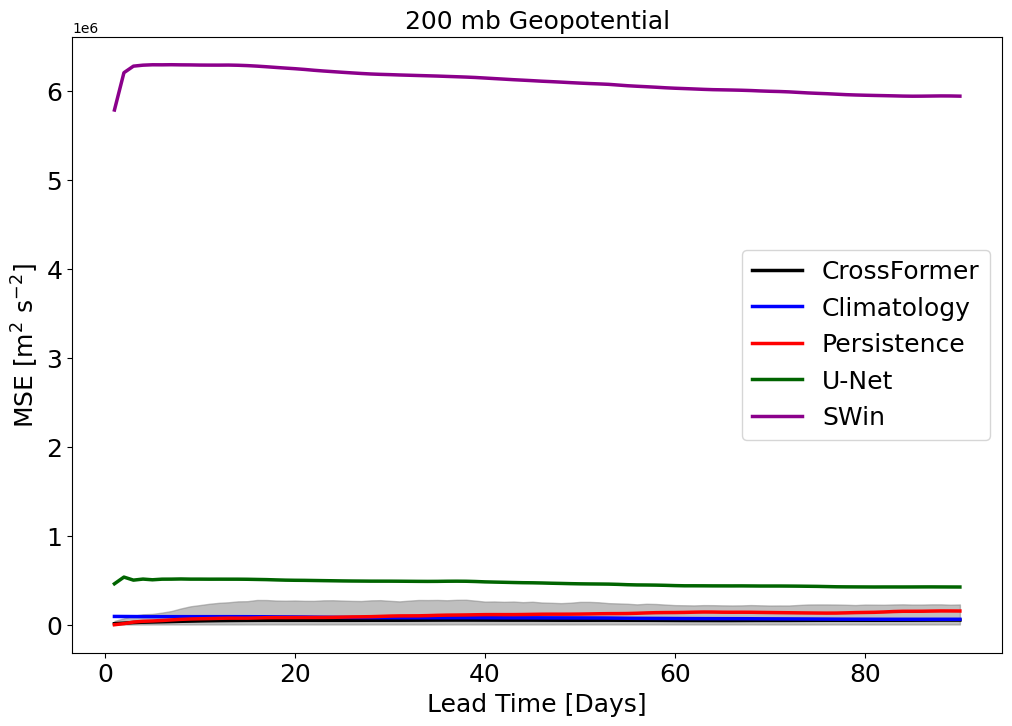 200 mb Geopotential
1e6
6
5
4
3
2
1
0
MSE [m² s⁻²]
CrossFormer
Climatology
Persistence
U-Net
SWin
0 20 40 60 80
Lead Time [Days]